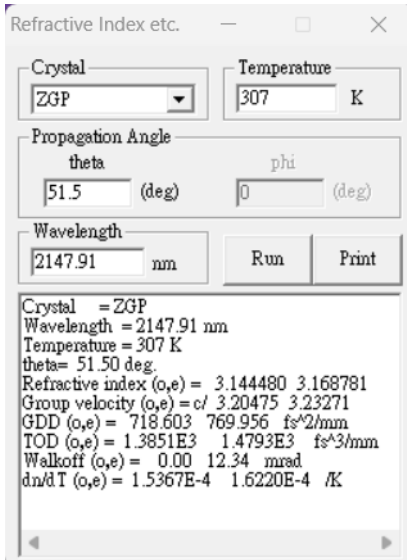 Refractive Index etc.
Crystal
ZGP
Temperature
307 K
Propagation Angle
theta
51.5 (deg)
phi
0 (deg)
Wavelength
2147.91 nm
Run
Print
Crystal = ZGP
Wavelength = 2147.91 nm
Temperature = 307 K
theta= 51.50 deg.
Refractive index (o,e) = 3.144480 3.168781
Group velocity (o,e) = c/ 3.20475 3.23271
GDD (o,e) = 718.603 769.956 fs^2/mm
TOD (o,e) = 1.3851E3 1.4793E3 fs^3/mm
Walkoff (o,e) = 0.00 12.34 mrad
dn/dT (o,e) = 1.5367E-4 1.6220E-4 /K